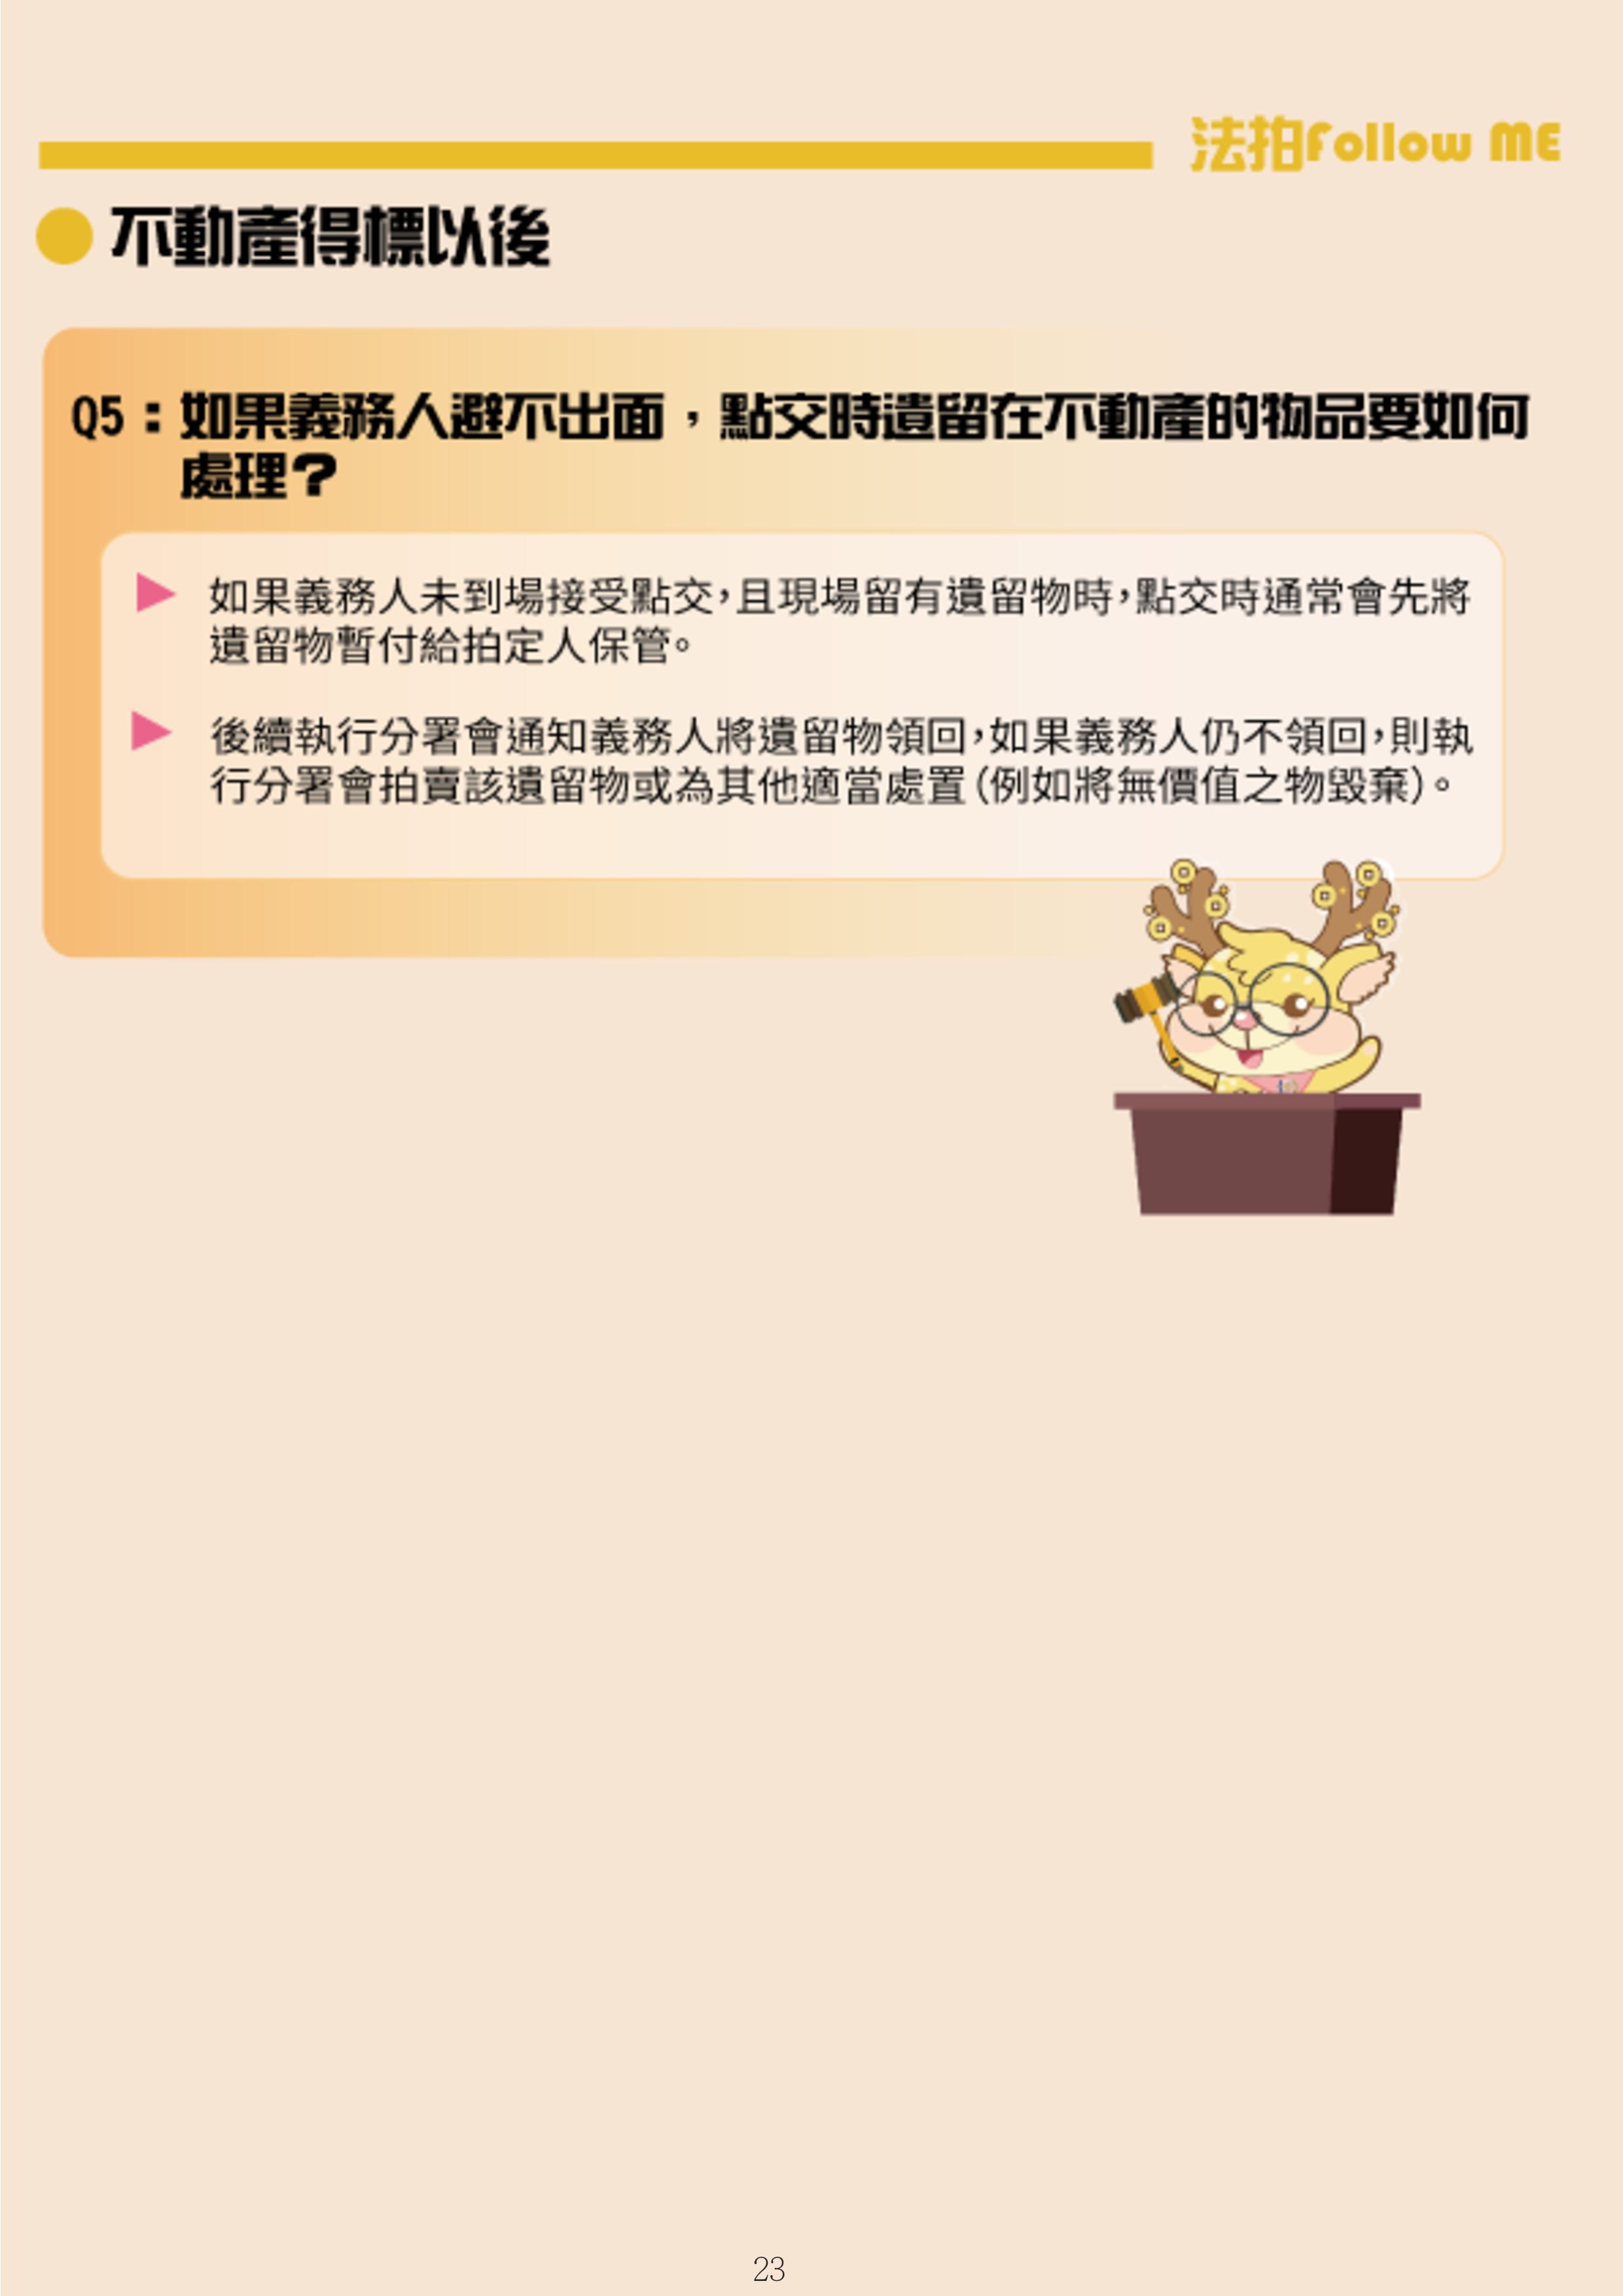 法拍Follow ME
不動產得標以後
Q5：如果義務人避不出面，點交時遺留在不動產的物品要如何
處理？
如果義務人未到場接受點交，且現場留有遺留物時，點交時通常會先將
遺留物暫付給拍定人保管。
後續執行分署會通知義務人將遺留物領回，如果義務人仍不領回，則執
行分署會拍賣該遺留物或為其他適當處置（例如將無價值之物毀棄）。
23